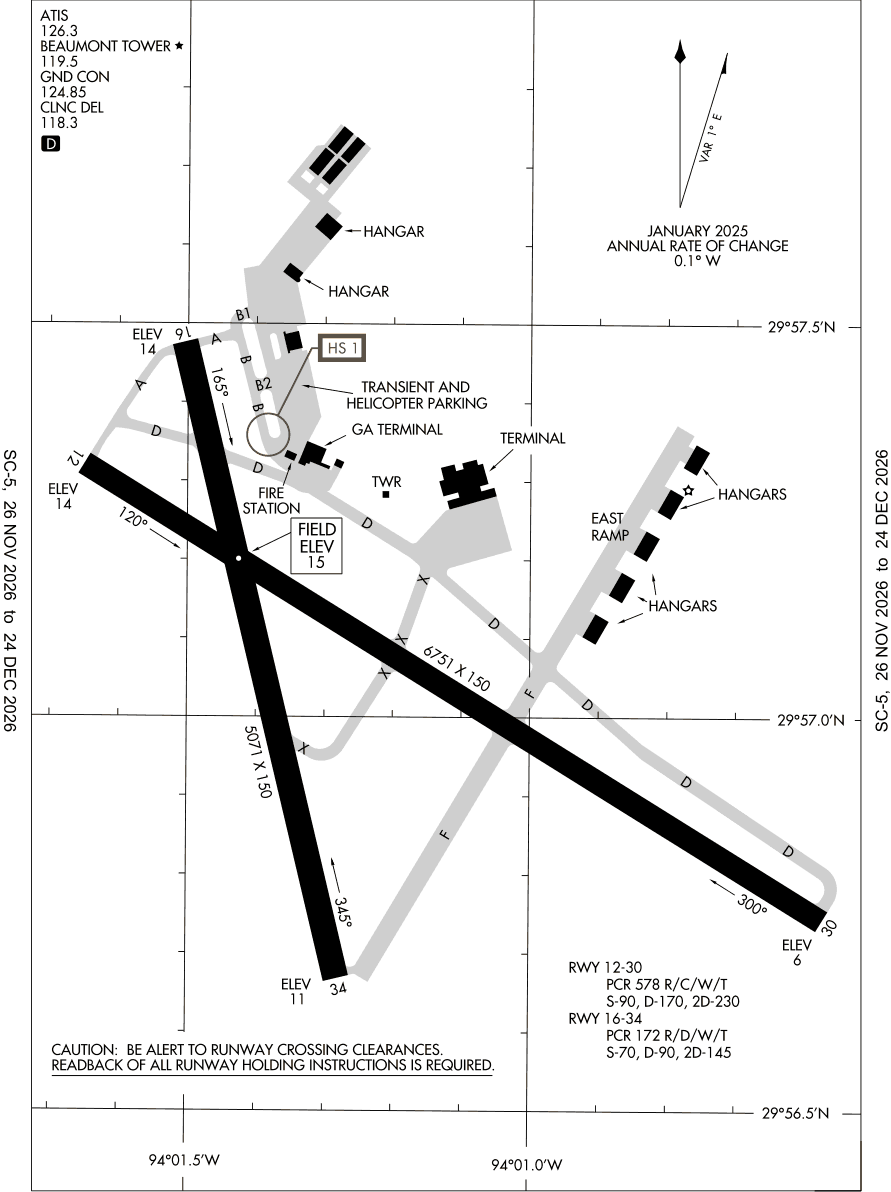 ATIS
126.3
BEAUMONT TOWER ★
119.5
GND CON
124.85
CLNC DEL
118.3
D
VAR 1° E
JANUARY 2025
ANNUAL RATE OF CHANGE
0.1° W
HANGAR
HANGAR
B1
ELEV
14
16
A
29°57.5'N
HS 1
B
165°
A
B2
TRANSIENT AND
HELICOPTER PARKING
B
D
GA TERMINAL
TERMINAL
12
D
ELEV
14
TWR
HANGARS
FIRE
STATION
120°
D
EAST
RAMP
FIELD
ELEV
15
X
HANGARS
D
X
X
6751 X 150
F
D
29°57.0'N
X
5071 X 150
D
F
D
345°
300°
30
ELEV
6
ELEV
11
34
RWY 12-30
PCR 578 R/C/W/T
S-90, D-170, 2D-230
RWY 16-34
PCR 172 R/D/W/T
S-70, D-90, 2D-145
CAUTION: BE ALERT TO RUNWAY CROSSING CLEARANCES.
READBACK OF ALL RUNWAY HOLDING INSTRUCTIONS IS REQUIRED.
29°56.5'N
94°01.5'W
94°01.0'W
SC-5, 26 NOV 2026 to 24 DEC 2026
SC-5, 26 NOV 2026 to 24 DEC 2026